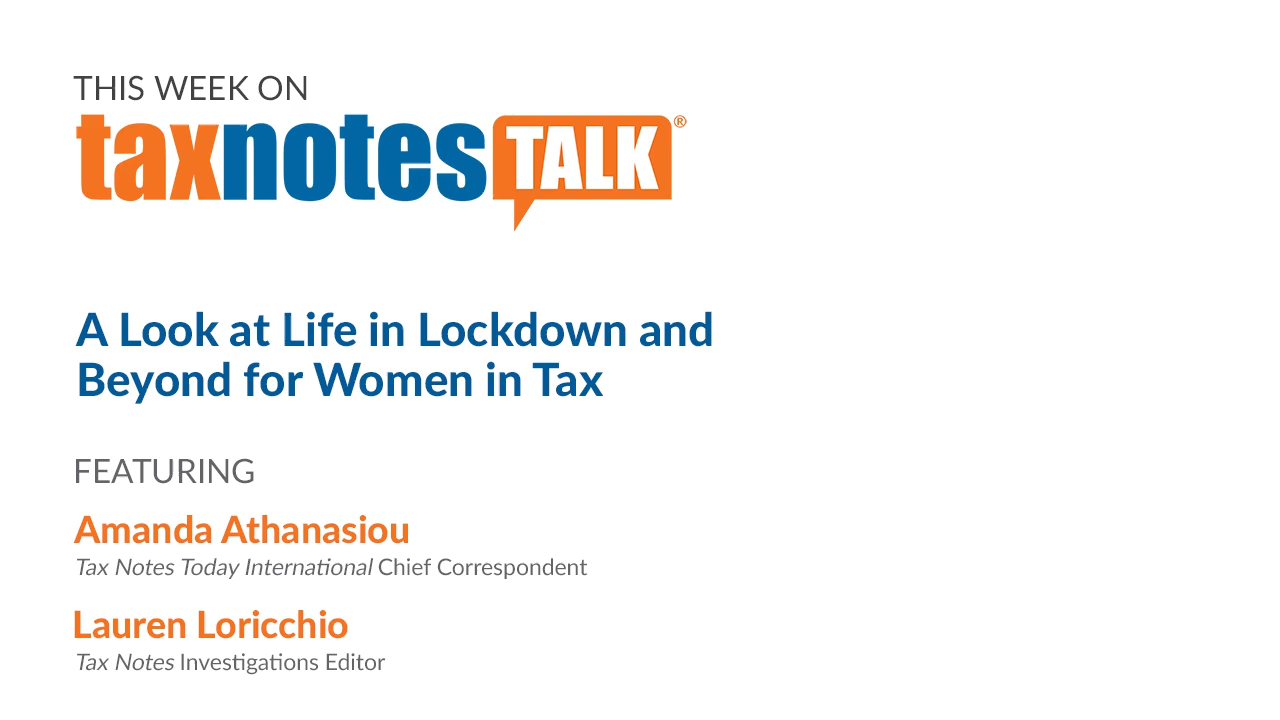 THIS WEEK ON
taxnotes TALK®
A Look at Life in Lockdown and
Beyond for Women in Tax
FEATURING
Amanda Athanasiou
Tax Notes Today International Chief Correspondent
Lauren Loricchio
Tax Notes Investigations Editor